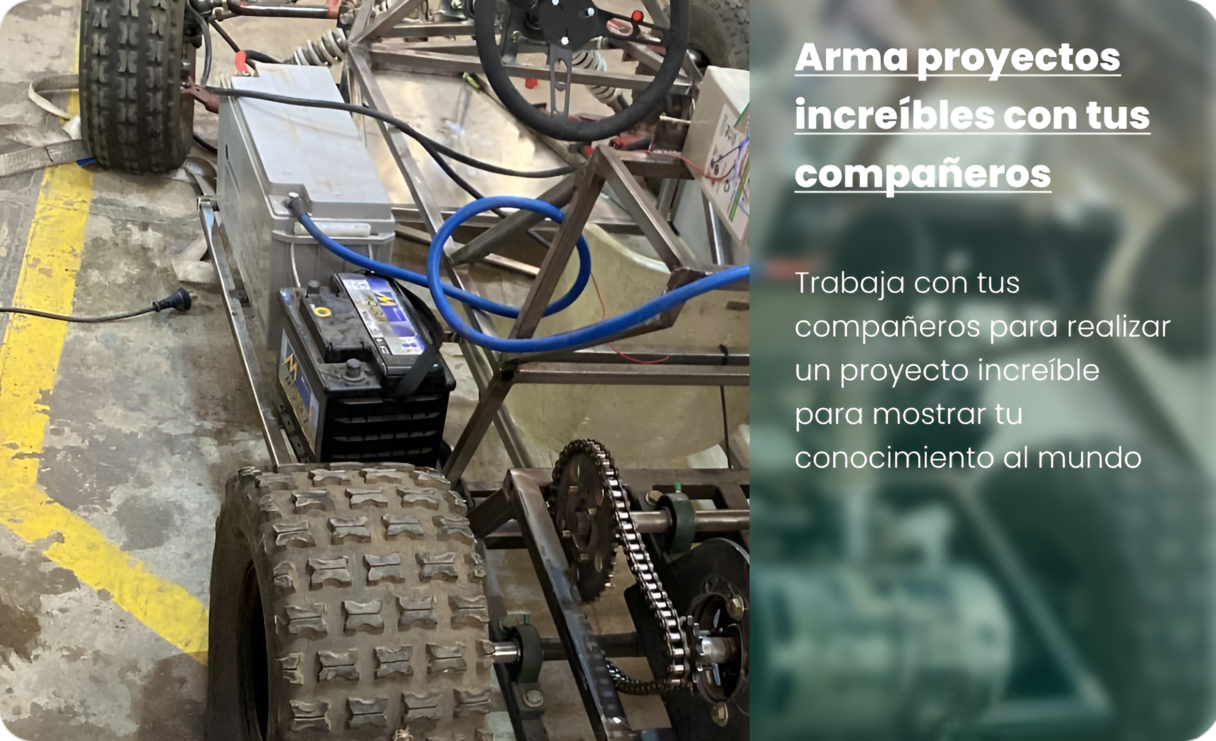 Arma proyectos
increíbles con tus
compañeros
Trabaja con tus
compañeros para realizar
un proyecto increíble
para mostrar tu
conocimiento al mundo